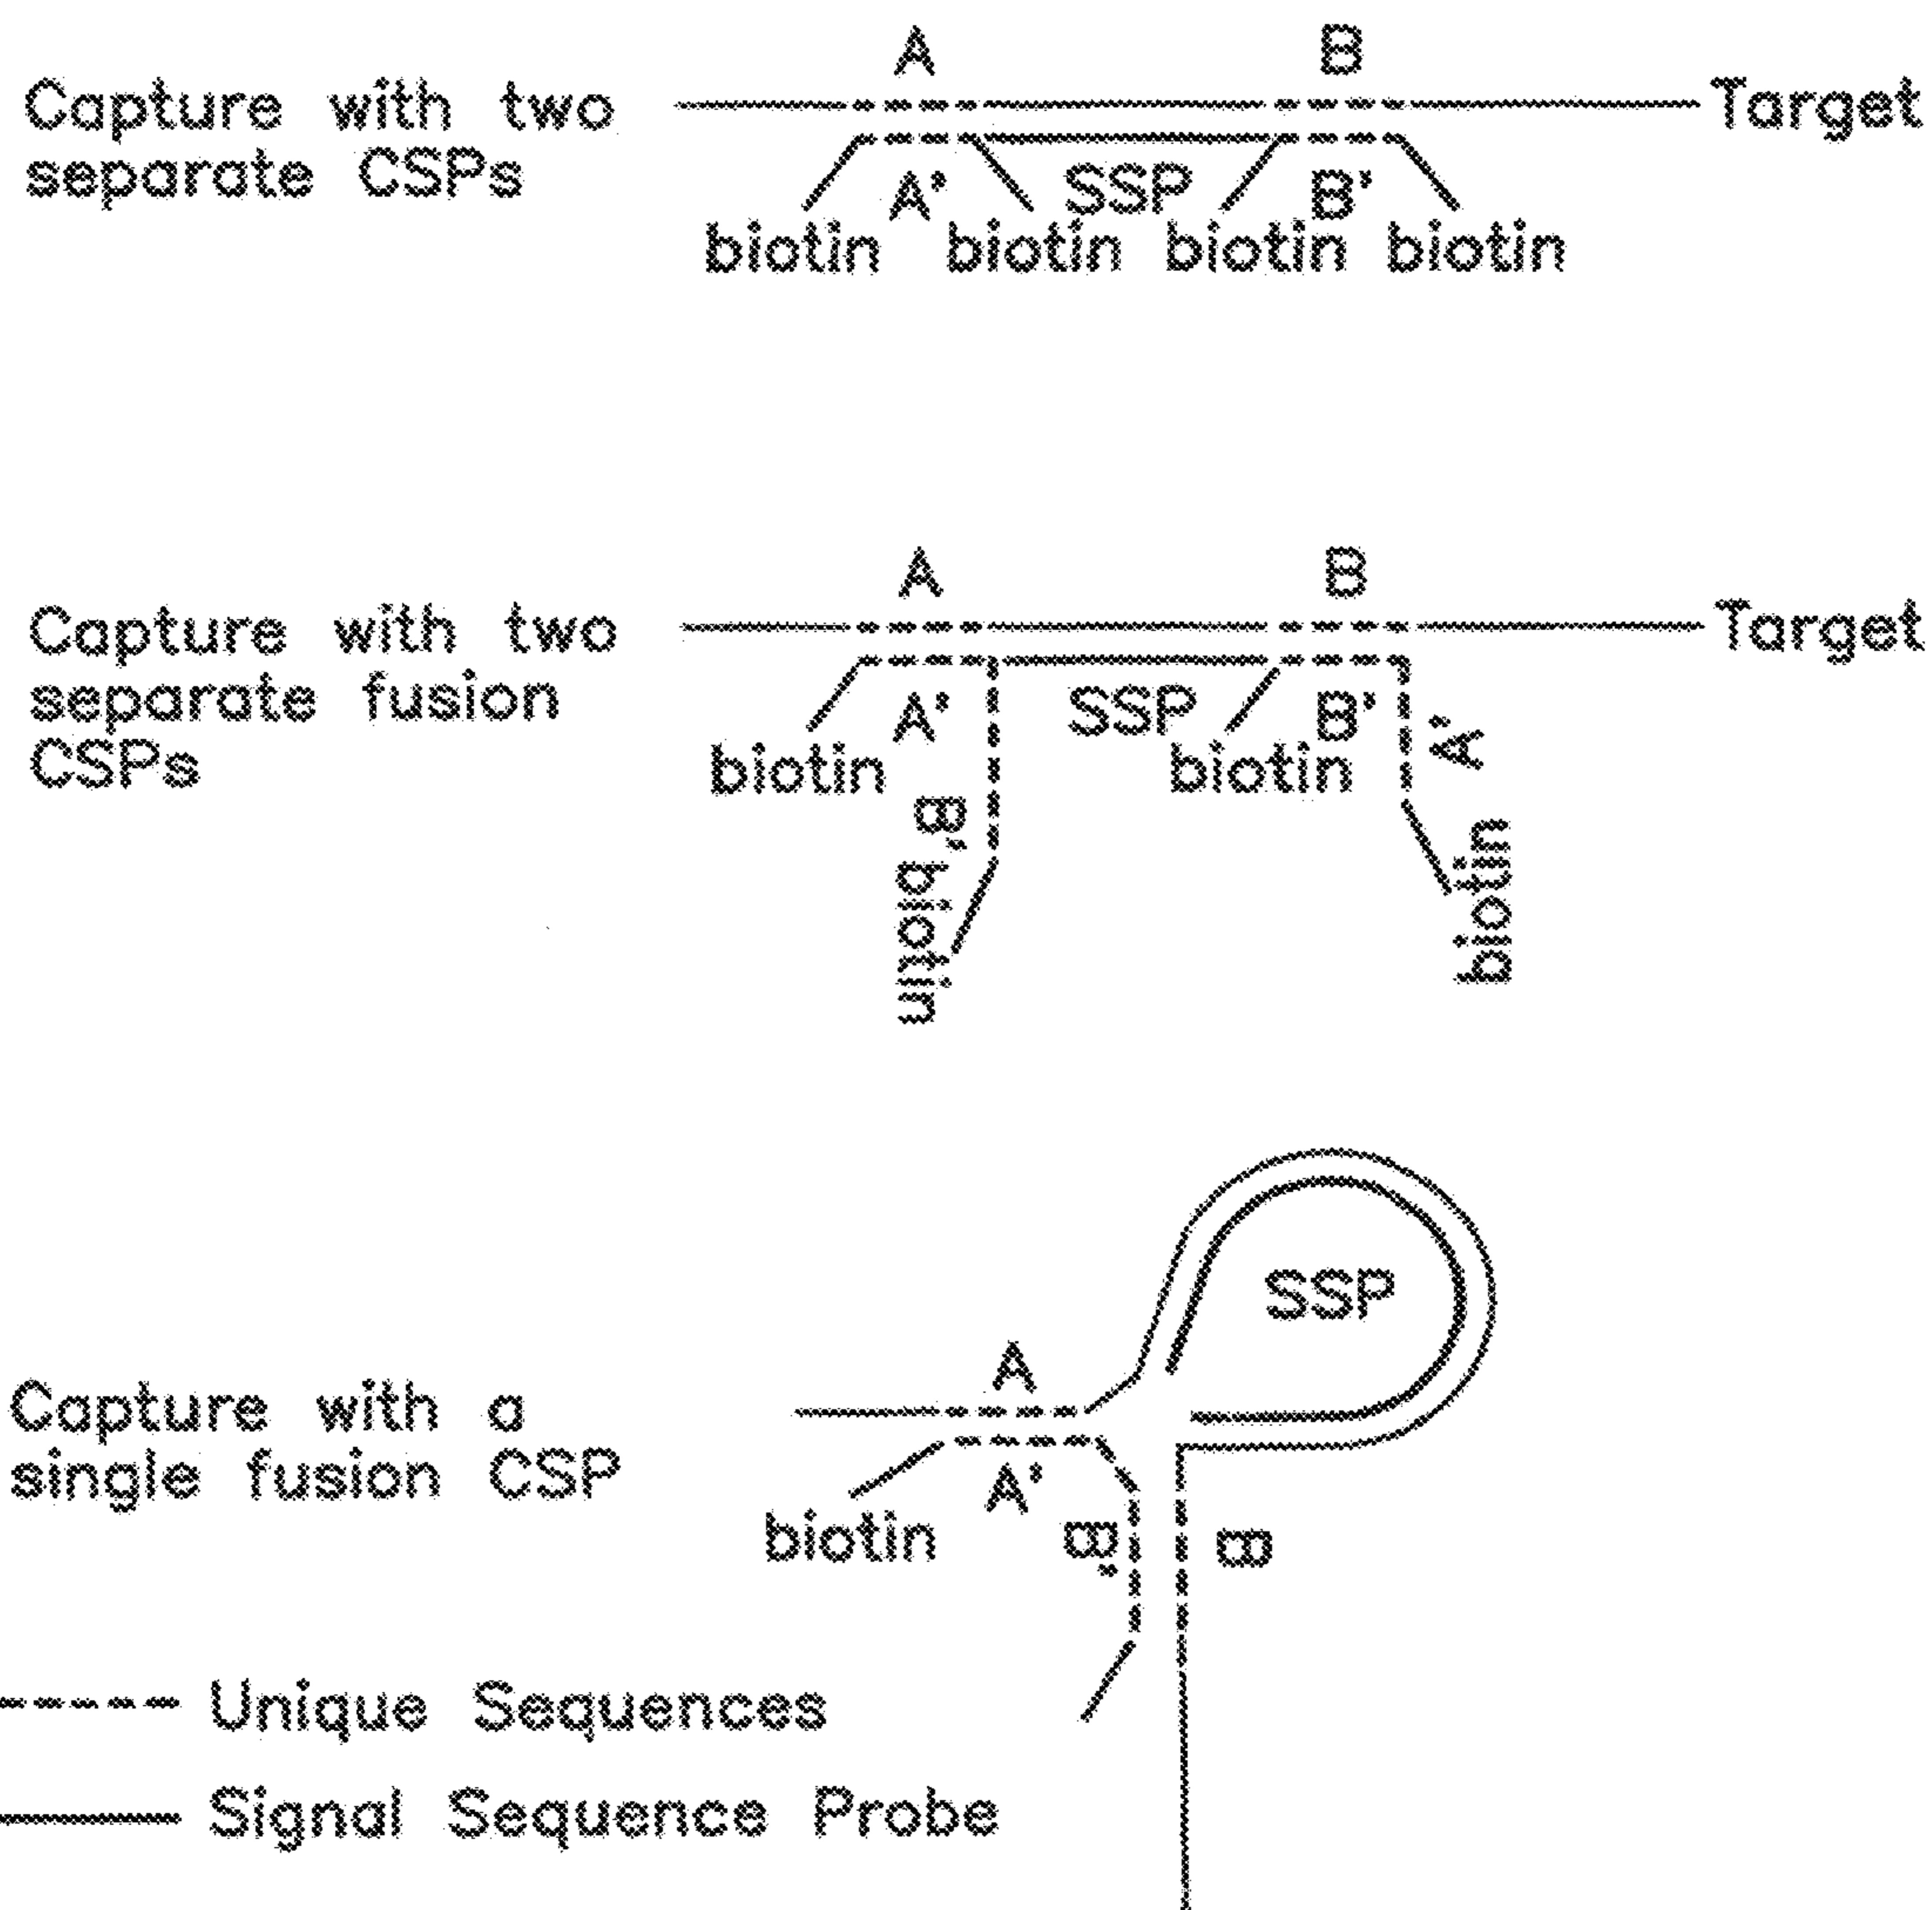 A B
Capture with two
separate CSPs
Target
A' SSP B'
biotin biotin biotin biotin
A B
Capture with two
separate fusion
CSPs
Target
A' SSP B' A'
biotin biotin
B' biotin
biotin
SSP
A
Capture with a
single fusion CSP
A'
biotin B' B
Unique Sequences
Signal Sequence Probe